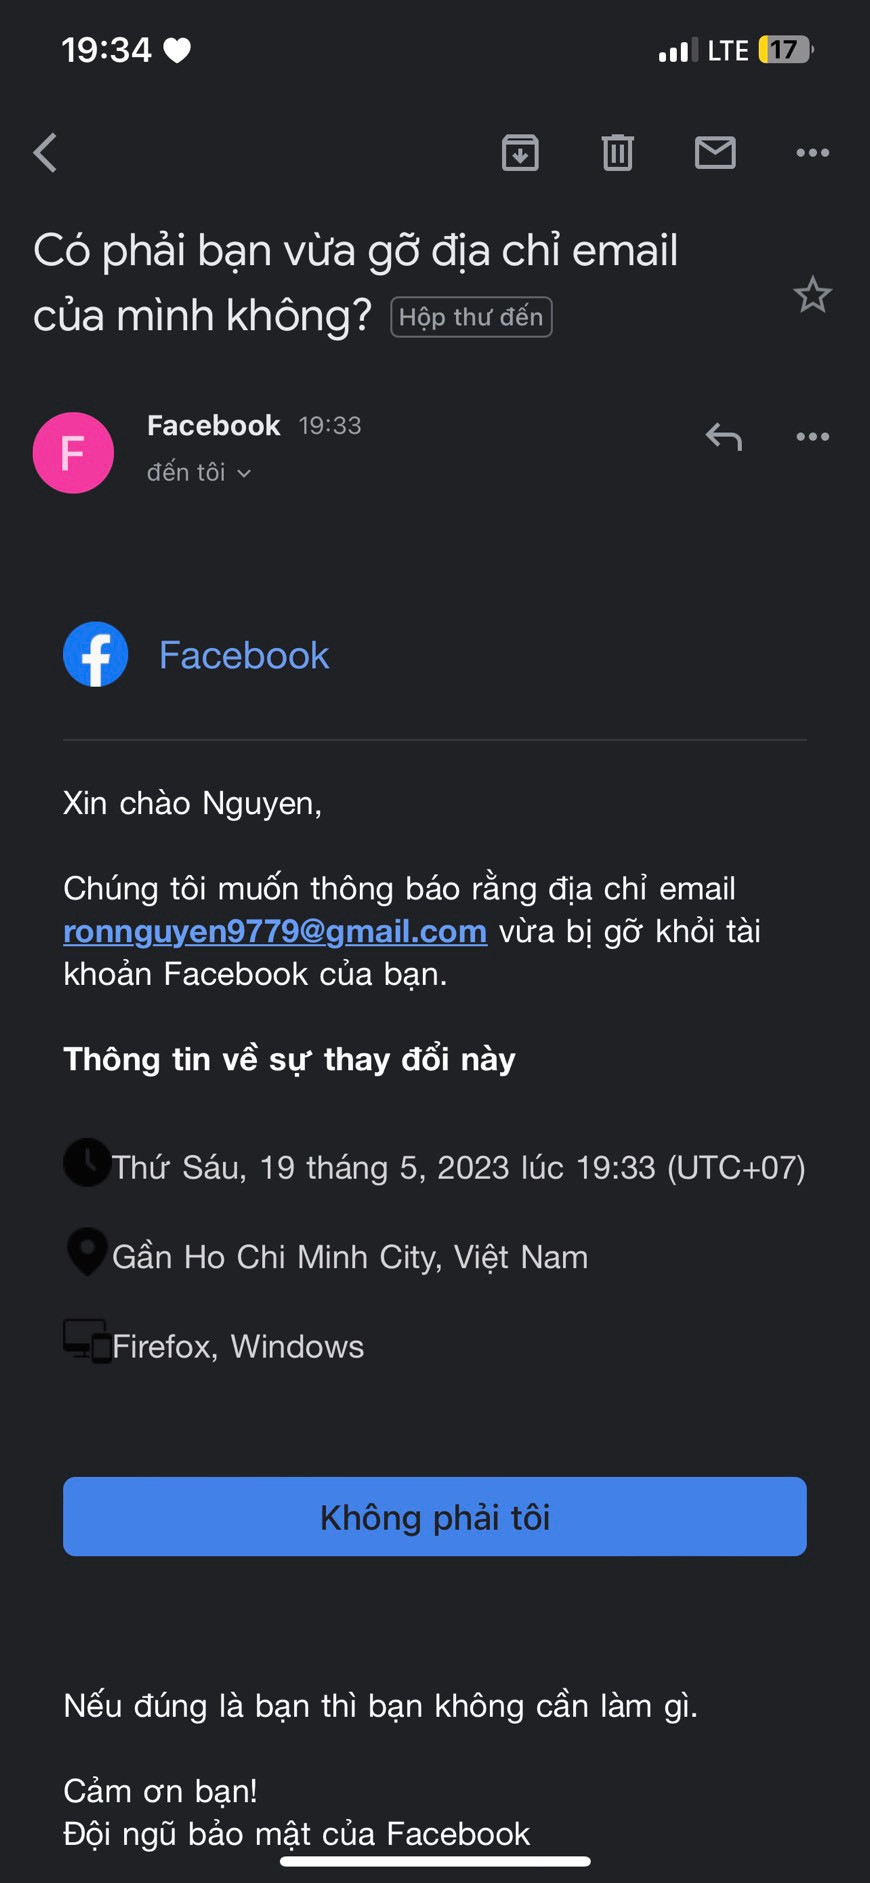 19:34
LTE 17
Có phải bạn vừa gỡ địa chỉ email
của mình không? Hộp thư đến
F
Facebook 19:33
đến tôi
Facebook
Xin chào Nguyen,
Chúng tôi muốn thông báo rằng địa chỉ email
ronnguyen9779@gmail.com vừa bị gỡ khỏi tài
khoản Facebook của bạn.
Thông tin về sự thay đổi này
Thứ Sáu, 19 tháng 5, 2023 lúc 19:33 (UTC+07)
Gần Ho Chi Minh City, Việt Nam
Firefox, Windows
Không phải tôi
Nếu đúng là bạn thì bạn không cần làm gì.
Cảm ơn bạn!
Đội ngũ bảo mật của Facebook